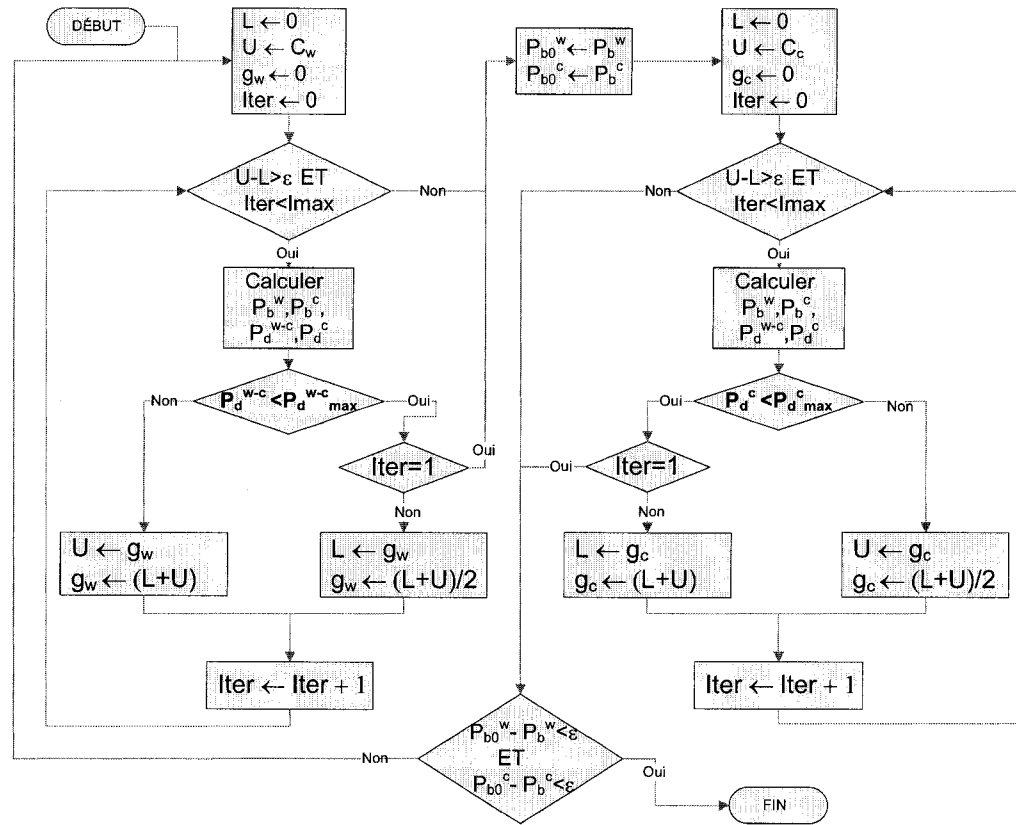 DÉBUT
L ← 0
U ← C_w
g_w ← 0
Iter ← 0
U-L>ε ET
Iter<Imax
Non
Oui
Calculer
P_b^w,P_b^c,
P_d^w-c,P_d^c
P_d^w-c <P_d^w-c_max
Non
Oui
Iter=1
Oui
Non
U ← g_w
g_w ← (L+U)
L ← g_w
g_w ← (L+U)/2
Iter ← Iter + 1
P_b0^w ← P_b^w
P_b0^c ← P_b^c
L ← 0
U ← C_c
g_c ← 0
Iter ← 0
U-L>ε ET
Iter<Imax
Non
Oui
Calculer
P_b^w,P_b^c,
P_d^w-c,P_d^c
P_d^c <P_d^c_max
Oui
Non
Iter=1
Oui
Non
L ← g_c
g_c ← (L+U)
U ← g_c
g_c ← (L+U)/2
Iter ← Iter + 1
P_b0^w - P_b^w<ε
ET
P_b0^c - P_b^c<ε
Non
Oui
FIN